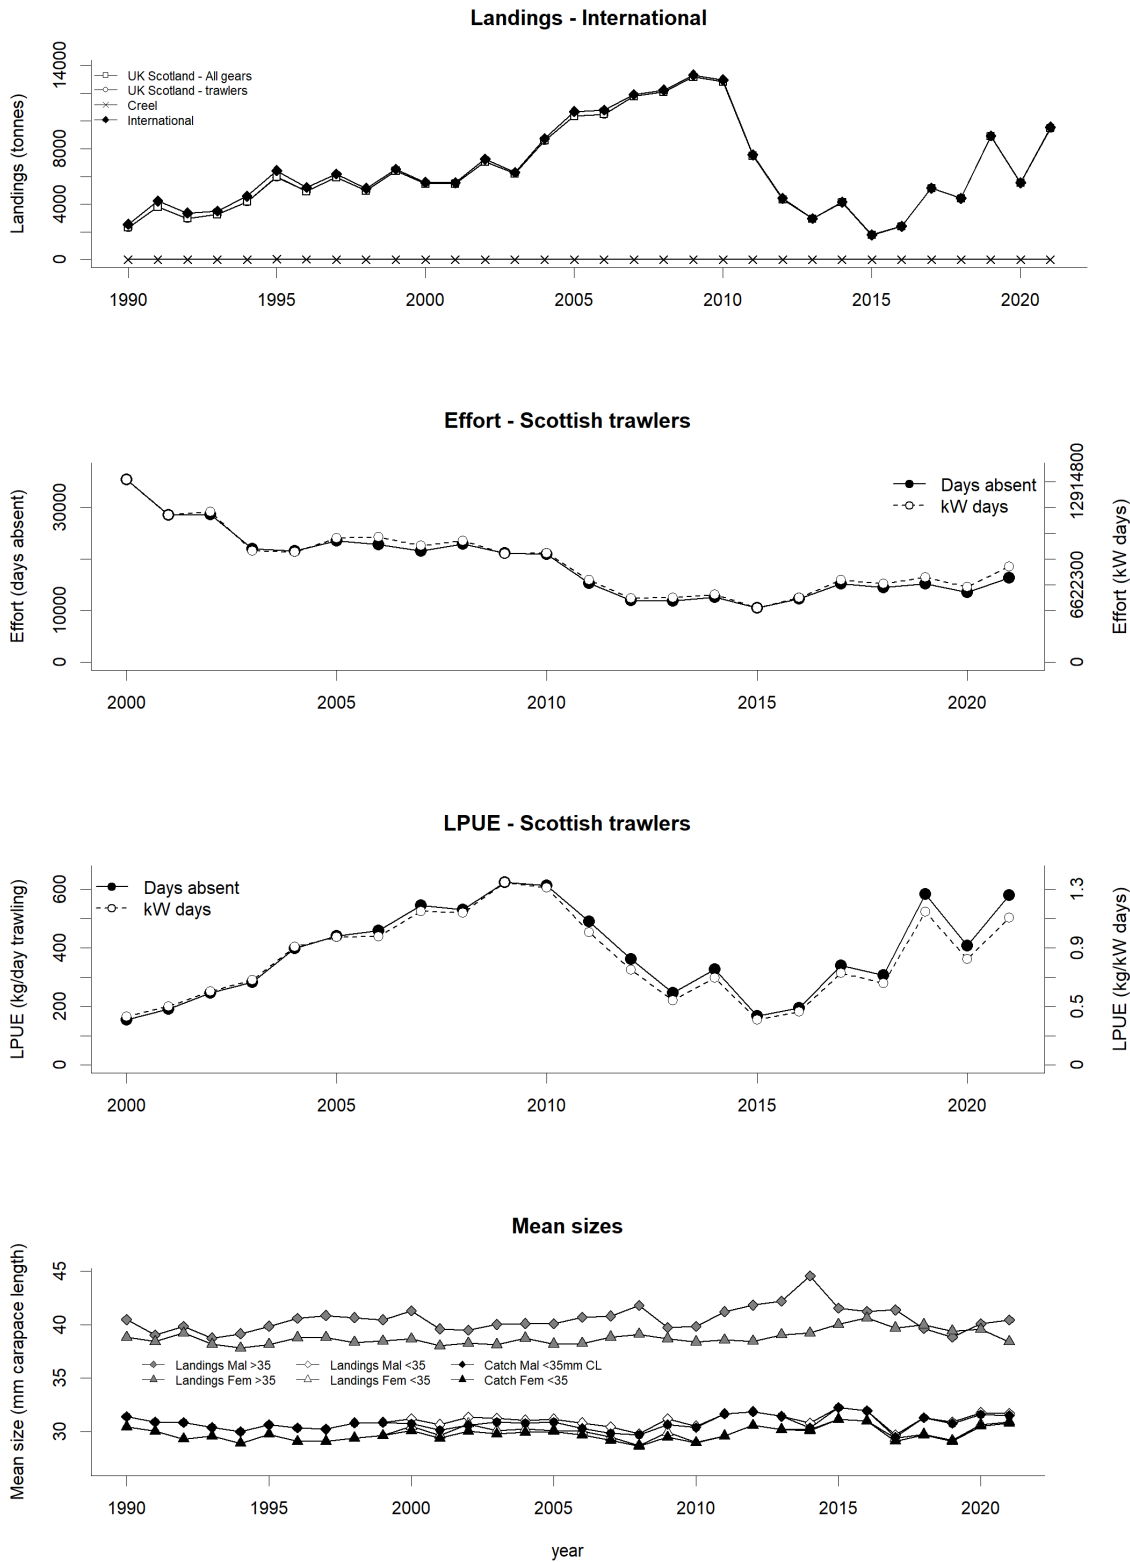 Landings - International
Landings (tonnes)
0 4000 8000 14000
UK Scotland - All gears
UK Scotland - trawlers
Creel
International
1990 1995 2000 2005 2010 2015 2020
Effort - Scottish trawlers
Effort (days absent)
0 10000 30000
Days absent
kW days
0 6622300 12914800
Effort (kW days)
2000 2005 2010 2015 2020
LPUE - Scottish trawlers
LPUE (kg/day trawling)
0 200 400 600
Days absent
kW days
0 0.5 0.9 1.3
LPUE (kg/kW days)
2000 2005 2010 2015 2020
Mean sizes
Mean size (mm carapace length)
30 35 40 45
Landings Mal >35 Landings Mal <35 Catch Mal <35mm CL
Landings Fem >35 Landings Fem <35 Catch Fem <35
1990 1995 2000 2005 2010 2015 2020
year